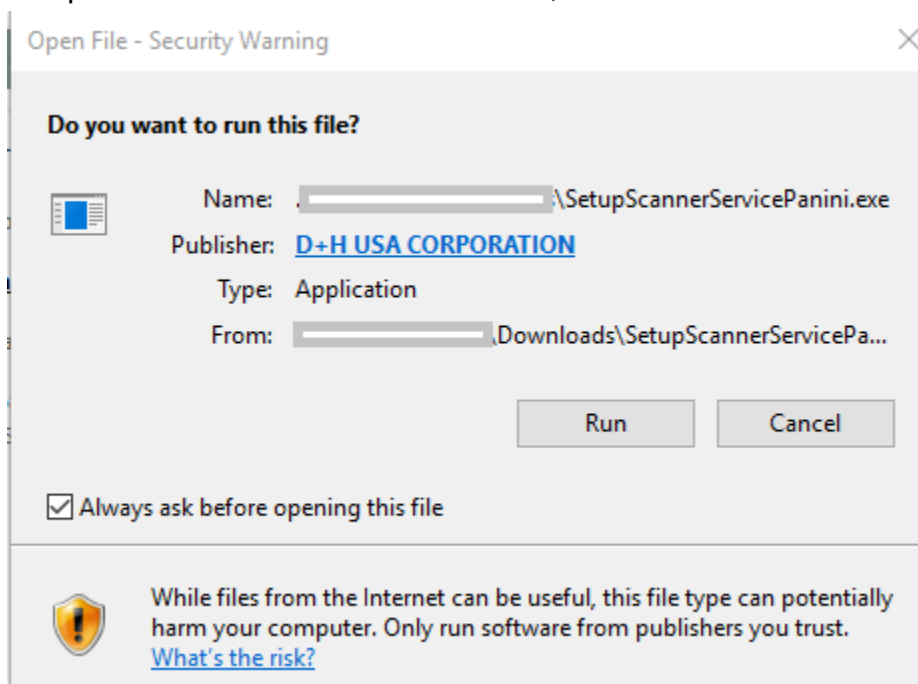 Open File - Security Warning
Do you want to run this file?
Name: .\SetupScannerServicePanini.exe
Publisher: D+H USA CORPORATION
Type: Application
From: \Downloads\SetupScannerServicePa...
Run Cancel
Always ask before opening this file
While files from the Internet can be useful, this file type can potentially
harm your computer. Only run software from publishers you trust.
What's the risk?